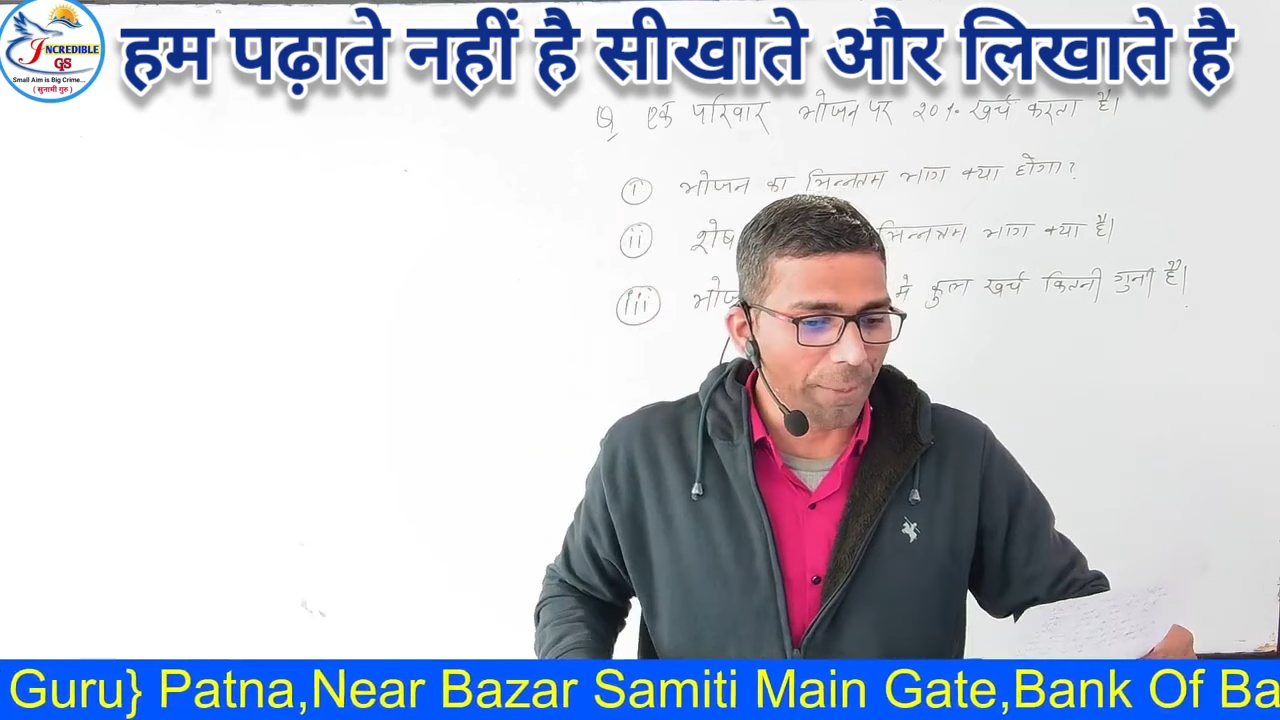 INCREDIBLE
GS
Small Aim is Big Crime...
( सुनामी गुरु )
हम पढ़ाते नहीं है सीखाते और लिखाते है
Q एक परिवार भोजन पर 20% खर्च करता है।
(i) भोजन का भिन्नतम भाग क्या होगा?
(ii) शेष भिन्नतम भाग क्या है।
(iii) भोज में कुल खर्च कितनी गुनी है।
Guru} Patna,Near Bazar Samiti Main Gate,Bank Of Ba